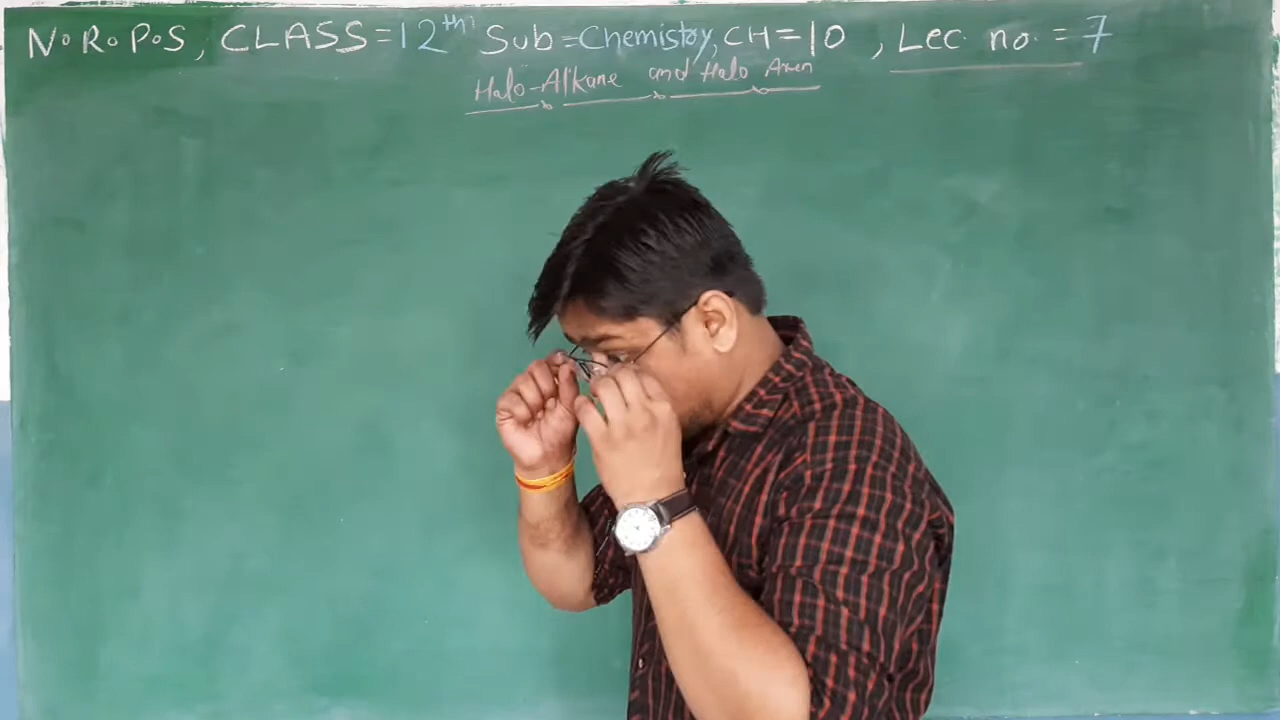 N.R.P.S, CLASS=12th Sub=Chemistry, CH=10, Lec no.=7
Halo-Alkane and Halo Aren